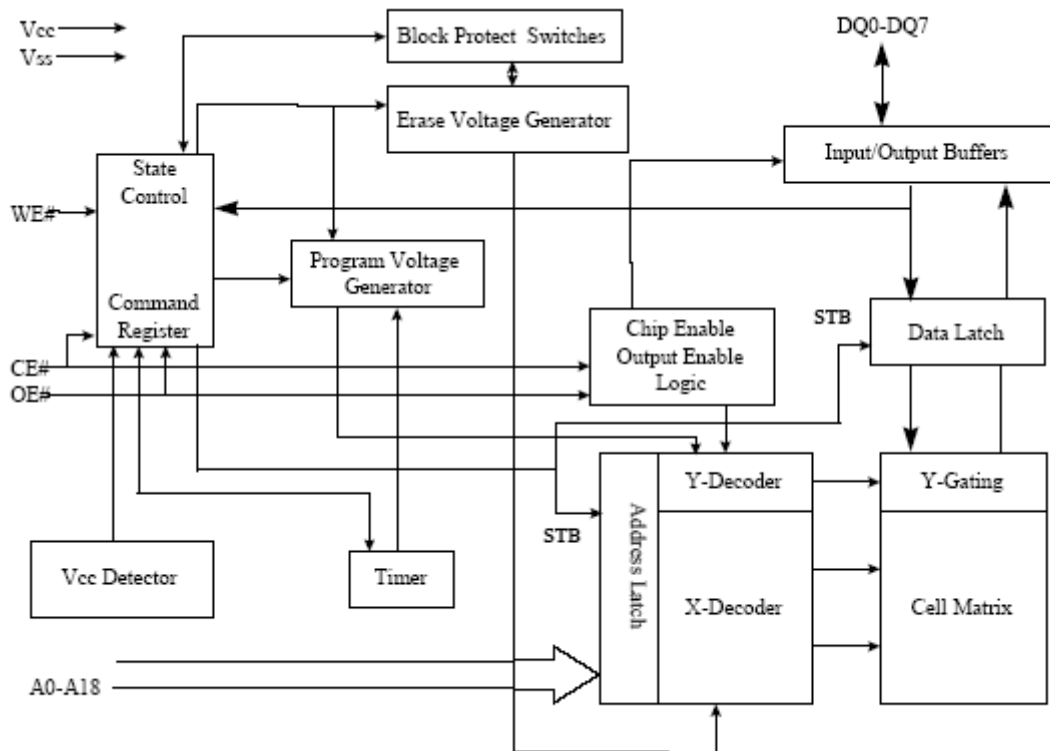 Vcc
Vss
Block Protect Switches
DQ0-DQ7
Erase Voltage Generator
Input/Output Buffers
State
Control
WE#
Program Voltage
Generator
Command
Register
Chip Enable
Output Enable
Logic
STB
Data Latch
CE#
OE#
Y-Decoder
Y-Gating
STB
Address Latch
Vcc Detector
Timer
X-Decoder
Cell Matrix
A0-A18